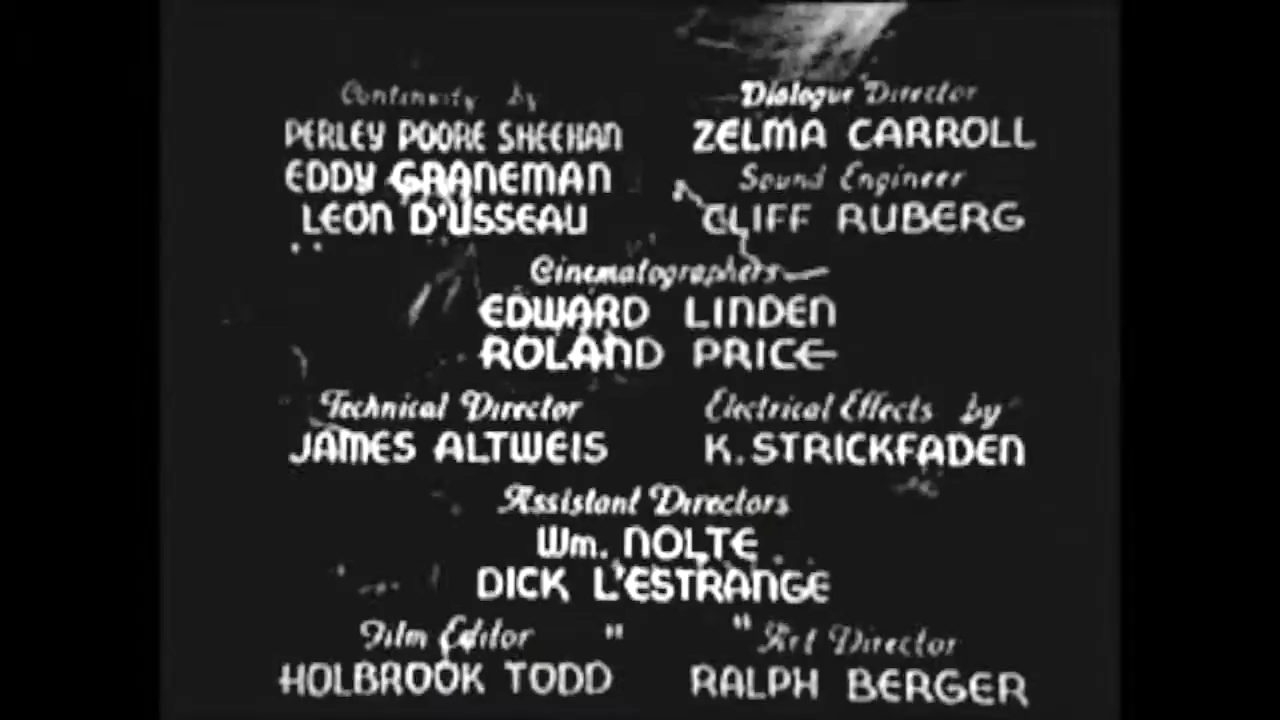 Continuity by
PERLEY POORE SHEEHAN
EDDY GRANEMAN
LEON D'USSEAU
Dialogue Director
ZELMA CARROLL
Sound Engineer
CLIFF RUBERG
Cinematographers
EDWARD LINDEN
ROLAND PRICE
Technical Director
JAMES ALTWEIS
Electrical Effects by
K. STRICKFADEN
Assistant Directors
Wm. NOLTE
DICK L'ESTRANGE
Film Editor
HOLBROOK TODD
Art Director
RALPH BERGER